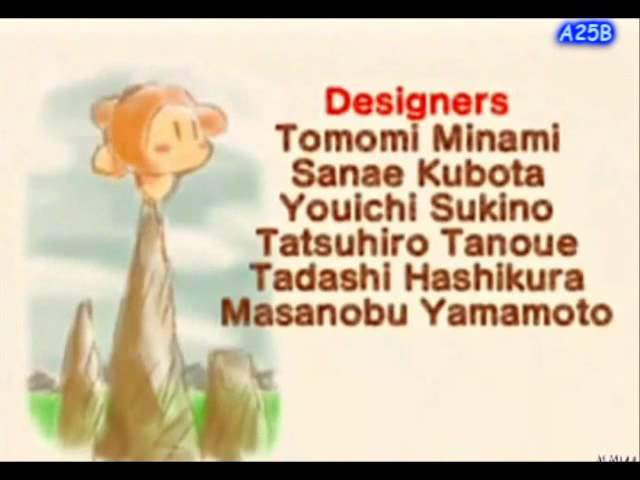 A25B
Designers
Tomomi Minami
Sanae Kubota
Youichi Sukino
Tatsuhiro Tanoue
Tadashi Hashikura
Masanobu Yamamoto